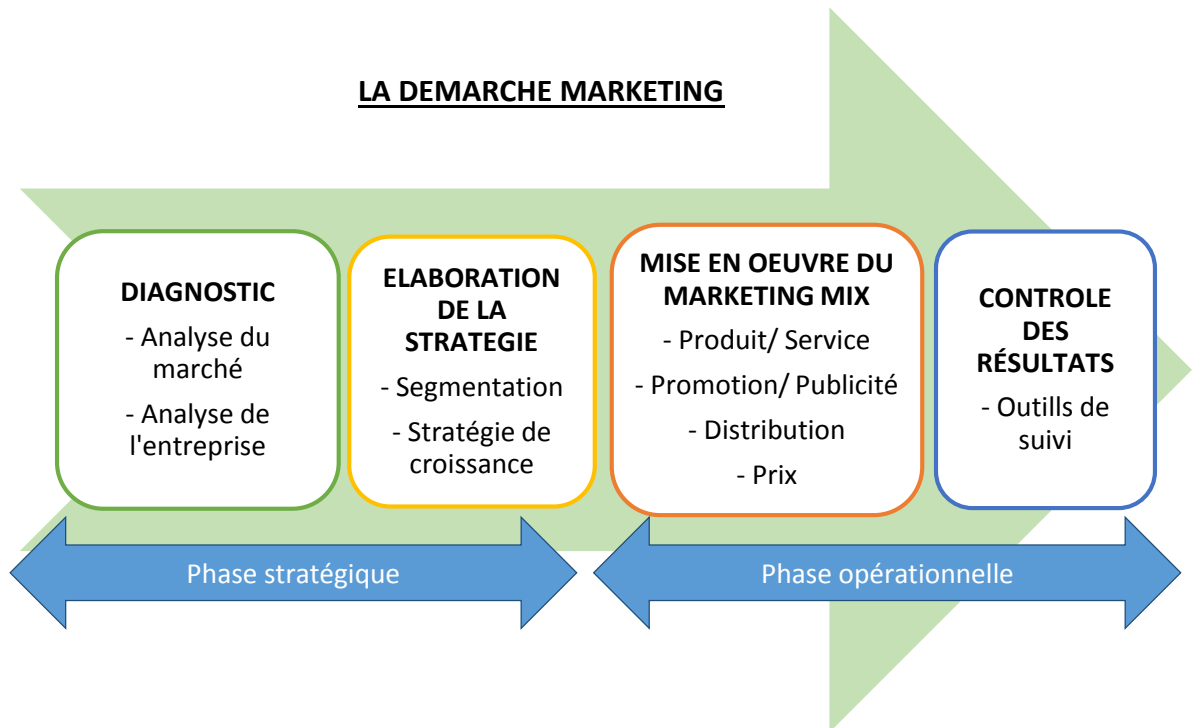 LA DEMARCHE MARKETING
DIAGNOSTIC
- Analyse du
marché
- Analyse de
l'entreprise
ELABORATION
DE LA
STRATEGIE
- Segmentation
- Stratégie de
croissance
MISE EN OEUVRE DU
MARKETING MIX
- Produit/ Service
- Promotion/ Publicité
- Distribution
- Prix
CONTROLE
DES
RÉSULTATS
- Outills de
suivi
Phase stratégique
Phase opérationnelle